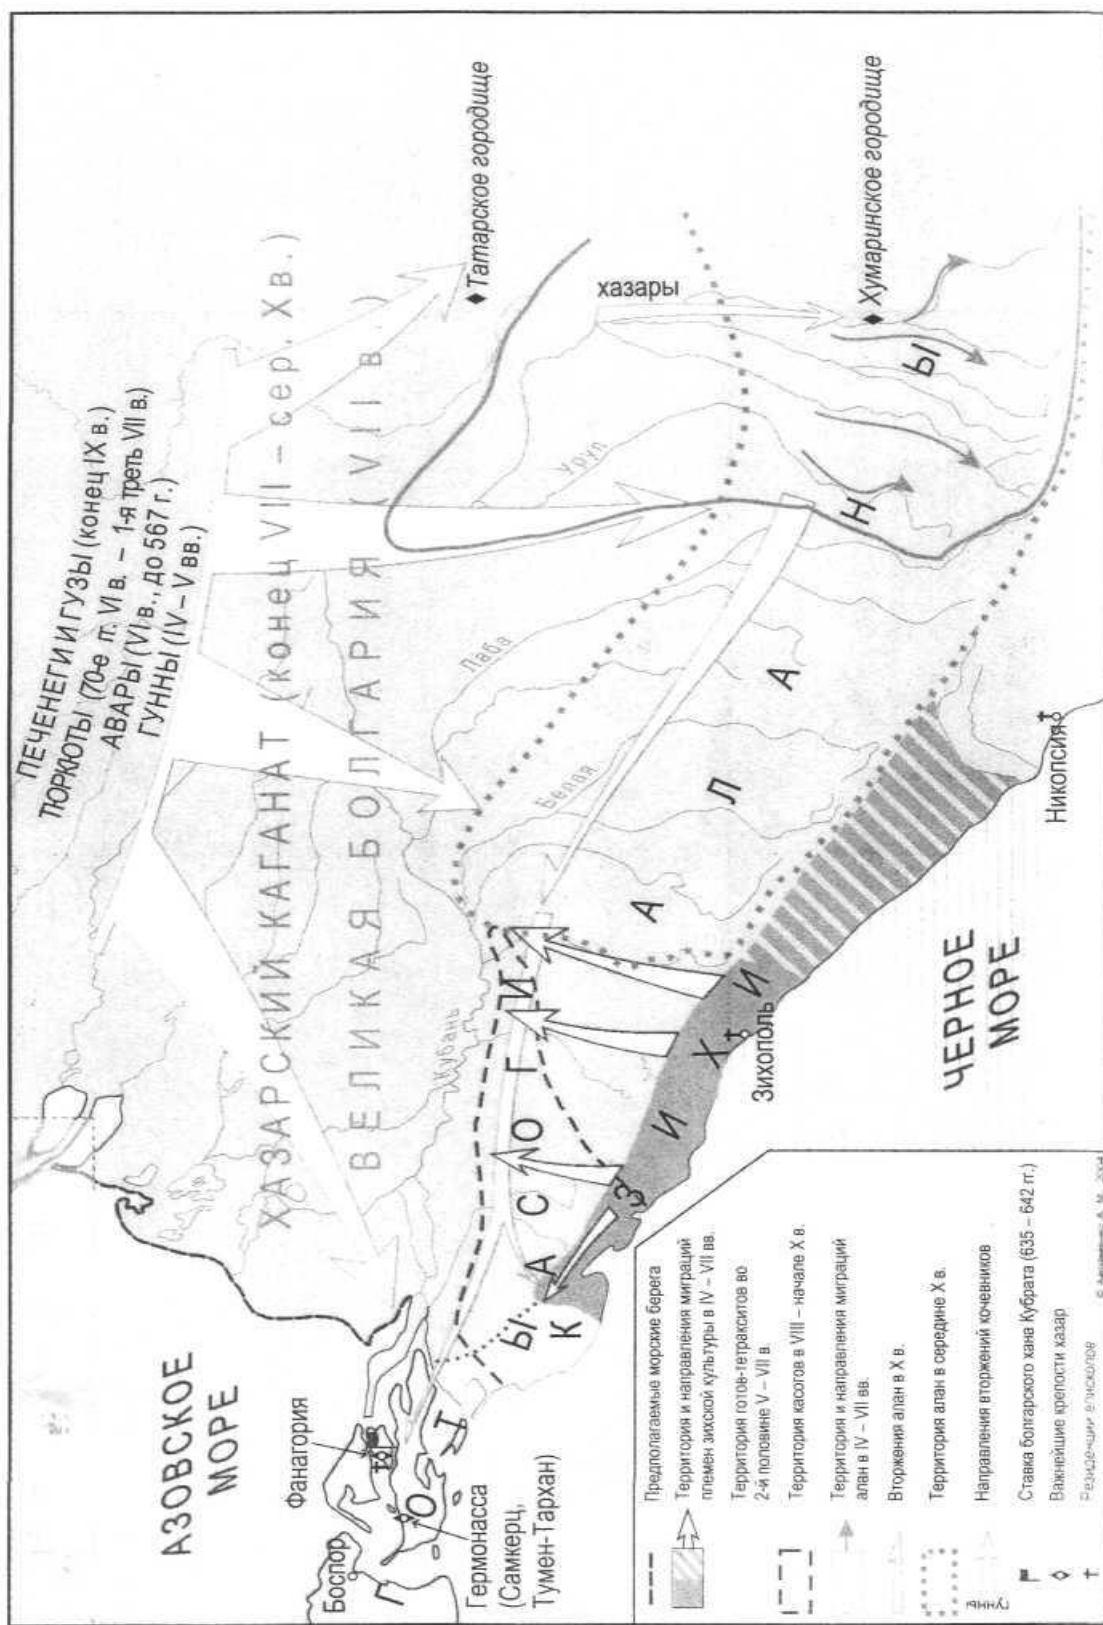 ПЕЧЕНЕГИ И ГУЗЫ (конец IX в.)
ТЮРКЮТЫ (70-е гг. VI в. – 1-я треть VII в.)
АВАРЫ (VI в., до 567 г.)
ГУННЫ (IV – V вв.)
ХАЗАРСКИЙ КАГАНАТ (конец VII – сер. X в.)
ВЕЛИКАЯ БОЛГАРИЯ (VII в.)
Татарское городище
хазары
Хумаринское городище
АЗОВСКОЕ
МОРЕ
Фанагория
Боспор
Гермонасса
(Самкерц,
Тумен-Тархан)
ГОТЫ
Кубань
Лаба
Белая
Уруп
КАСОГИ
АЛАНЫ
ЗИХИИ
Зихополь
Никопсия
ЧЕРНОЕ
МОРЕ
Предполагаемые морские берега
Территория и направления миграций
племен зихской культуры в IV – VII вв.
Территория готов-тетракситов во
2-й половине V – VII в.
Территория касогов в VIII – начале X в.
Территория и направления миграций
алан в IV – VII вв.
Вторжения алан в X в.
Территория алан в середине X в.
гунны
Направления вторжений кочевников
Ставка болгарского хана Кубрата (635 – 642 гг.)
Важнейшие крепости хазар
Резиденции епископов